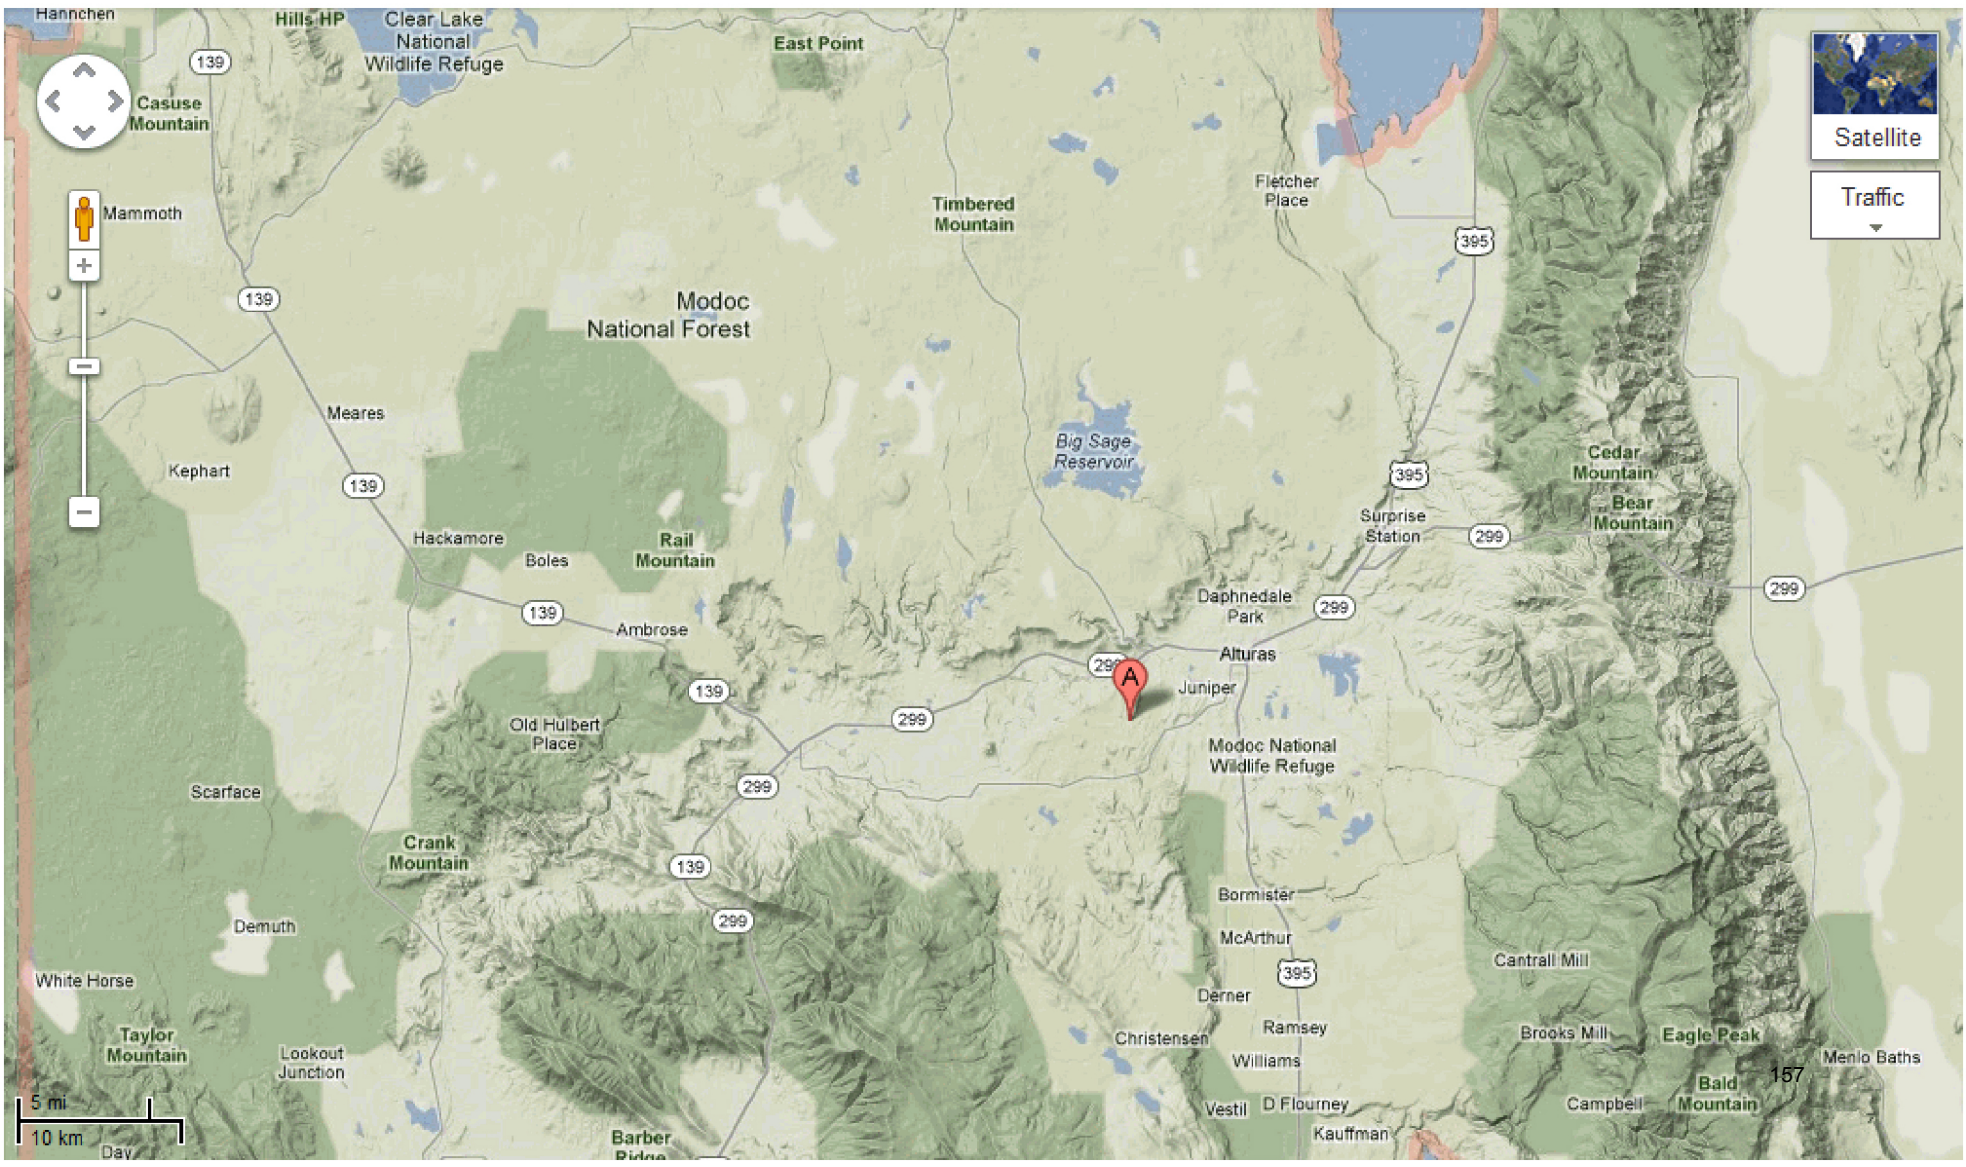 Hannchen
Hills HP
Clear Lake
National
Wildlife Refuge
East Point
139
Casuse
Mountain
Satellite
Traffic
Mammoth
Fletcher
Place
Timbered
Mountain
395
139
Modoc
National Forest
Meares
Kephart
139
Big Sage
Reservoir
395
Cedar
Mountain
Bear
Mountain
Surprise
Station
299
Hackamore
Boles
Rail
Mountain
299
139
Ambrose
Daphnedale
Park
299
Alturas
299
A
Juniper
139
299
Old Hulbert
Place
Modoc National
Wildlife Refuge
299
Scarface
Crank
Mountain
139
299
Bormister
Demuth
McArthur
395
Cantrall Mill
White Horse
Derner
Ramsey
Christensen
Williams
Brooks Mill
Eagle Peak
Menlo Baths
Taylor
Mountain
Lookout
Junction
157
Bald
Mountain
Vestil
D Flourney
Campbell
Kauffman
5 mi
10 km
Day
Barber
Ridge